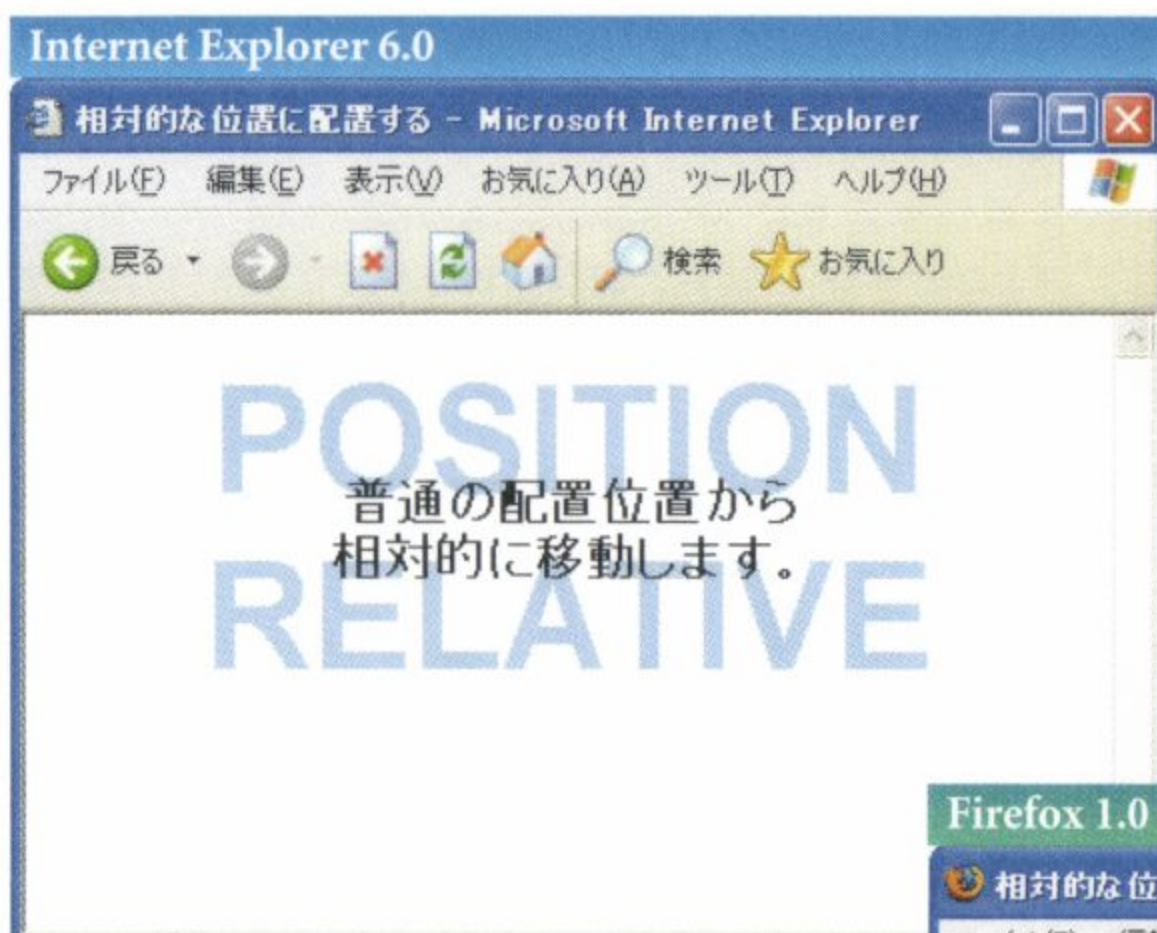 Internet Explorer 6.0
相対的な位置に配置する - Microsoft Internet Explorer
ファイル(F) 編集(E) 表示(V) お気に入り(A) ツール(T) ヘルプ(H)
戻る 検索 お気に入り
POSITION
普通の配置位置から
相対的に移動します。
RELATIVE
Firefox 1.0
相対的な位